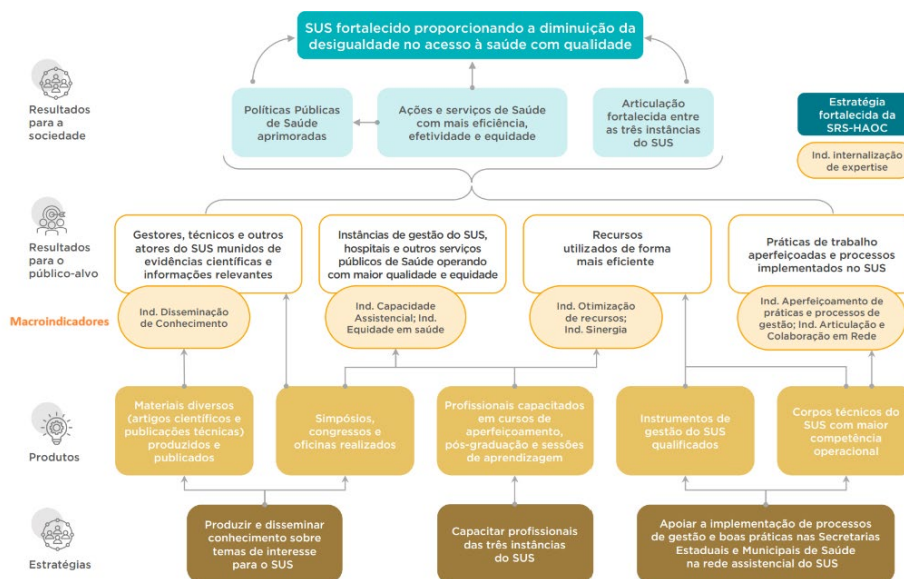 SUS fortalecido proporcionando a diminuição da
desigualdade no acesso à saúde com qualidade
Resultados
para a
sociedade
Políticas Públicas
de Saúde
aprimoradas
Ações e serviços de Saúde
com mais eficiência,
efetividade e equidade
Articulação
fortalecida entre
as três instâncias
do SUS
Estratégia
fortalecida da
SRS-HAOC
Ind. internalização
de expertise
Resultados
para o
público-alvo
Gestores, técnicos e outros
atores do SUS munidos de
evidências científicas e
informações relevantes
Instâncias de gestão do SUS,
hospitais e outros serviços
públicos de Saúde operando
com maior qualidade e equidade
Recursos
utilizados de forma
mais eficiente
Práticas de trabalho
aperfeiçoadas e processos
implementados no SUS
Macroindicadores
Ind. Disseminação
de Conhecimento
Ind. Capacidade
Assistencial; Ind.
Equidade em saúde
Ind. Otimização
de recursos;
Ind. Sinergia
Ind. Aperfeiçoamento de
práticas e processos de
gestão; Ind. Articulação e
Colaboração em Rede
Produtos
Materiais diversos
(artigos científicos e
publicações técnicas)
produzidos e
publicados
Simpósios,
congressos e
oficinas realizados
Profissionais capacitados
em cursos de
aperfeiçoamento,
pós-graduação e sessões
de aprendizagem
Instrumentos de
gestão do SUS
qualificados
Corpos técnicos do
SUS com maior
competência
operacional
Estratégias
Produzir e disseminar
conhecimento sobre
temas de interesse
para o SUS
Capacitar profissionais
das três instâncias
do SUS
Apoiar a implementação de processos
de gestão e boas práticas nas Secretarias
Estaduais e Municipais de Saúde
na rede assistencial do SUS